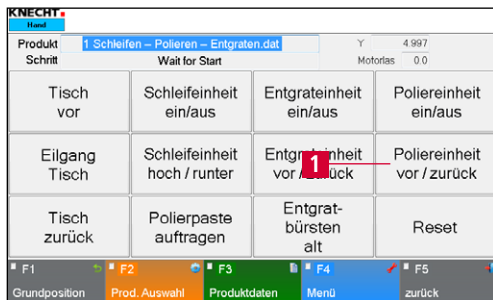 KNECHT
Hand
Produkt 1 Schleifen – Polieren – Entgraten.dat Y 4.997
Schritt Wait for Start Motorlas 0.0
Tisch vor
Schleifeinheit ein/aus
Entgrateinheit ein/aus
Poliereinheit ein/aus
Eilgang Tisch
Schleifeinheit hoch / runter
Entgrateinheit vor / zurück
1
Poliereinheit vor / zurück
Tisch zurück
Polierpaste auftragen
Entgrat-
bürsten
alt
Reset
F1 F2 F3 F4 F5
Grundposition Prod. Auswahl Produktdaten Menü zurück